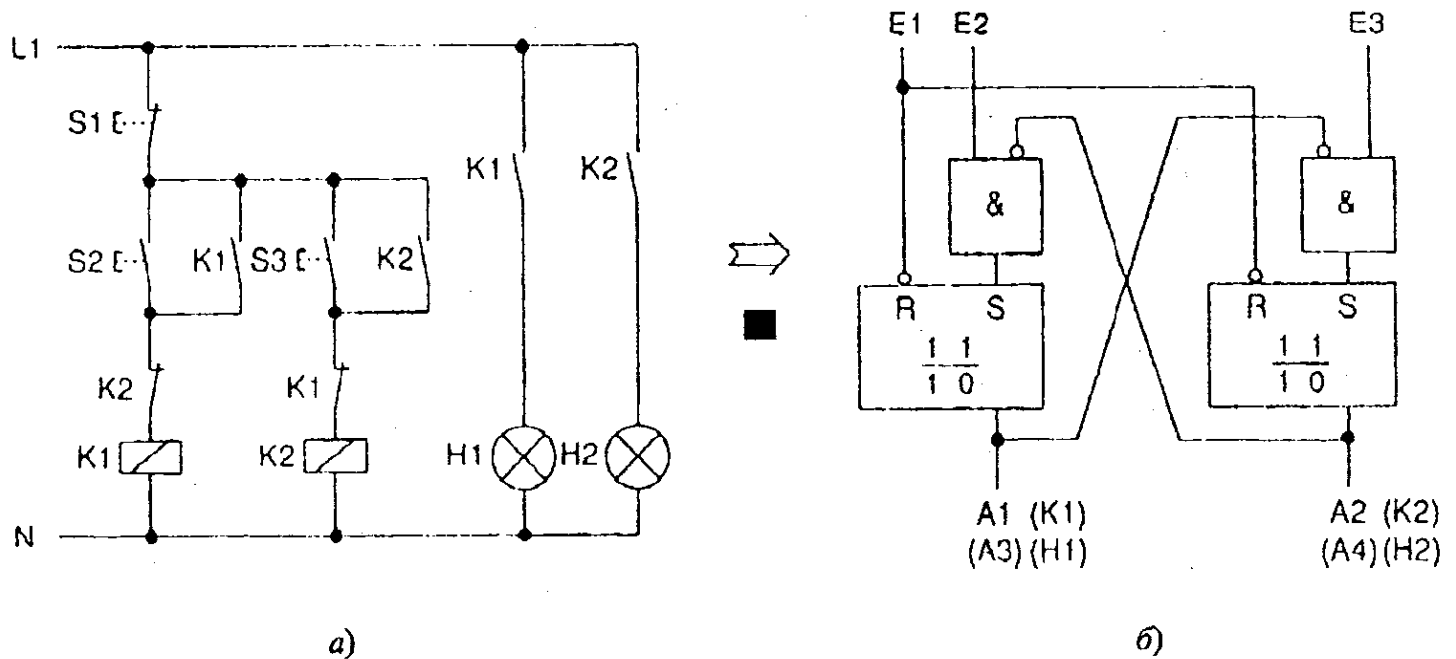 L1
S1
S2
K1
S3
K2
K2
K1
K1
K2
N
K1
K2
H1
H2
E1
E2
E3
&
&
R S
1 1
1 0
R S
1 1
1 0
A1 (K1)
(A3) (H1)
A2 (K2)
(A4) (H2)
а)
б)